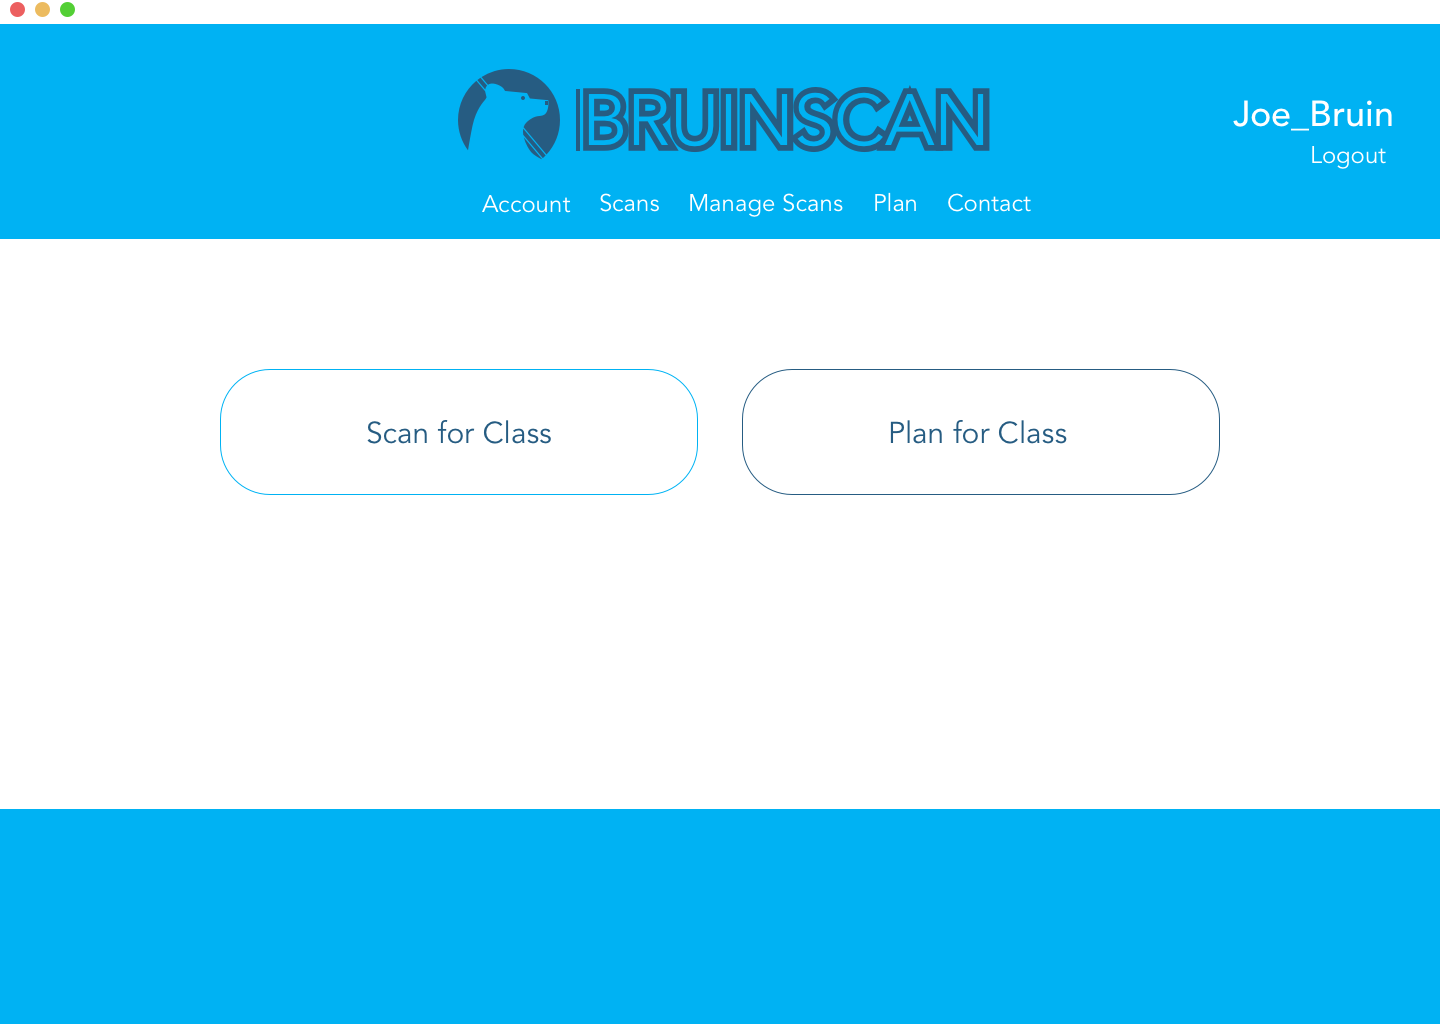 BRUINSCAN
Joe_Bruin
Logout
Account Scans Manage Scans Plan Contact
Scan for Class Plan for Class